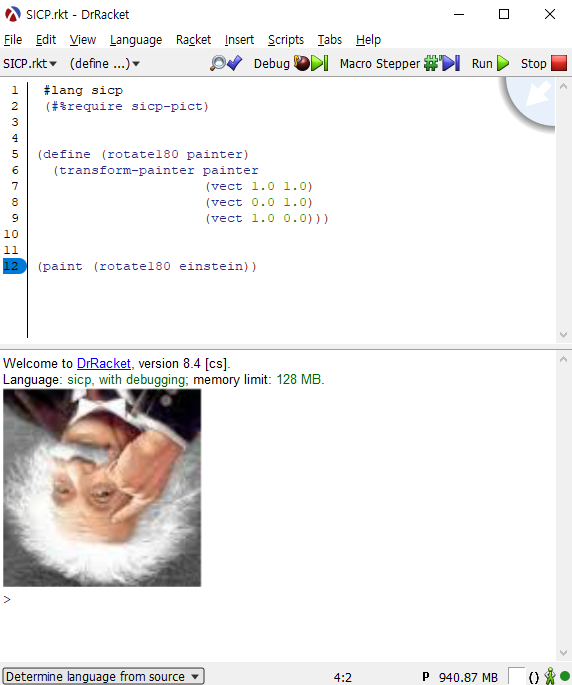 SICP.rkt - DrRacket
File Edit View Language Racket Insert Scripts Tabs Help
SICP.rkt▾ (define ...)▾ Debug Macro Stepper Run Stop
1 #lang sicp
2 (#%require sicp-pict)
3
4
5 (define (rotate180 painter)
6 (transform-painter painter
7 (vect 1.0 1.0)
8 (vect 0.0 1.0)
9 (vect 1.0 0.0)))
10
11
12 (paint (rotate180 einstein))
Welcome to DrRacket, version 8.4 [cs].
Language: sicp, with debugging; memory limit: 128 MB.
>
Determine language from source▾ 4:2 P 940.87 MB ()